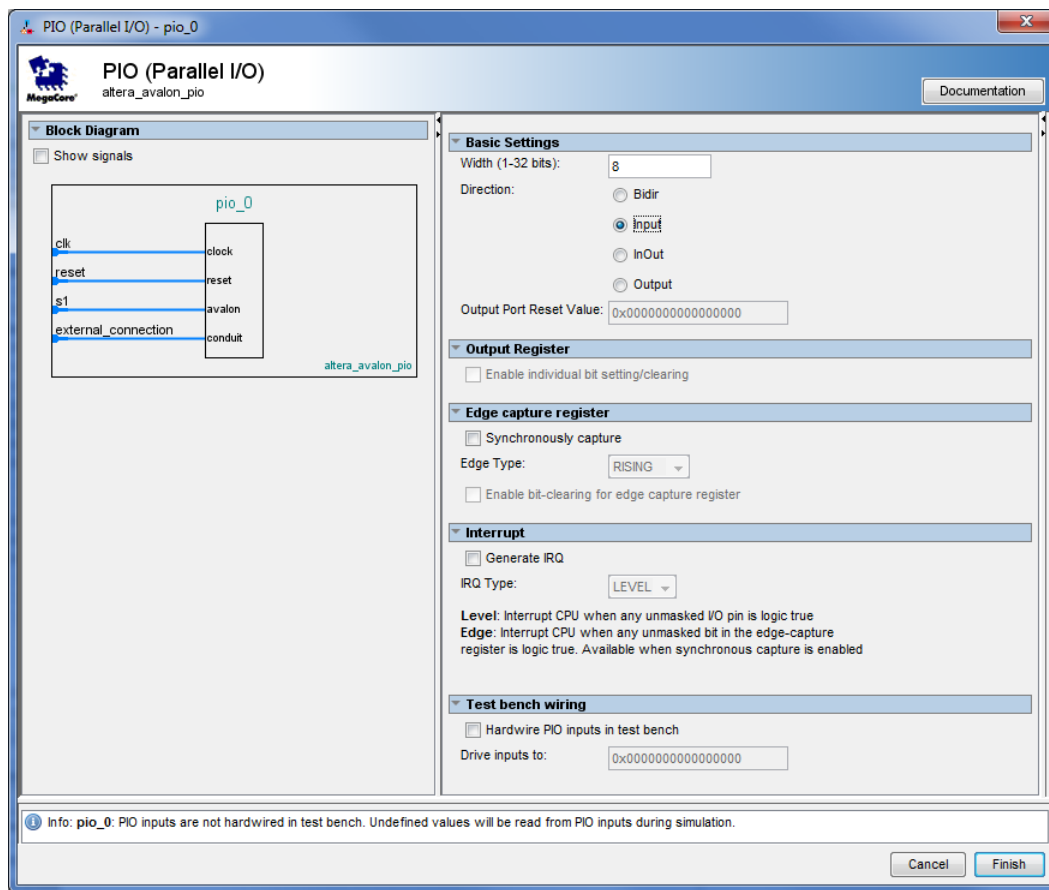 PIO (Parallel I/O) - pio_0
MegaCore®
PIO (Parallel I/O)
altera_avalon_pio
Documentation
Block Diagram
Show signals
pio_0
clk
clock
reset
reset
s1
avalon
external_connection
conduit
altera_avalon_pio
Basic Settings
Width (1-32 bits): 8
Direction: Bidir
Input
InOut
Output
Output Port Reset Value: 0x0000000000000000
Output Register
Enable individual bit setting/clearing
Edge capture register
Synchronously capture
Edge Type: RISING
Enable bit-clearing for edge capture register
Interrupt
Generate IRQ
IRQ Type: LEVEL
Level: Interrupt CPU when any unmasked I/O pin is logic true
Edge: Interrupt CPU when any unmasked bit in the edge-capture
register is logic true. Available when synchronous capture is enabled
Test bench wiring
Hardwire PIO inputs in test bench
Drive inputs to: 0x0000000000000000
Info: pio_0: PIO inputs are not hardwired in test bench. Undefined values will be read from PIO inputs during simulation.
Cancel Finish